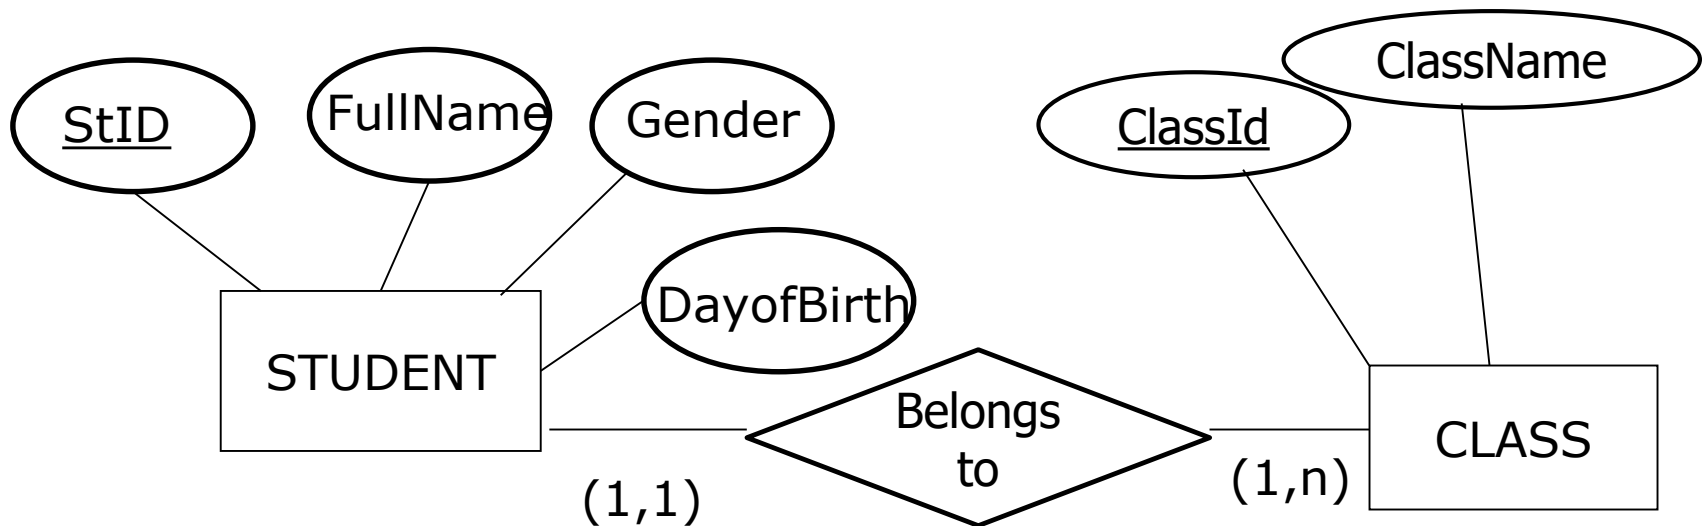 ClassName
StID
FullName
Gender
ClassId
DayofBirth
STUDENT
Belongs
to
CLASS
(1,1)
(1,n)